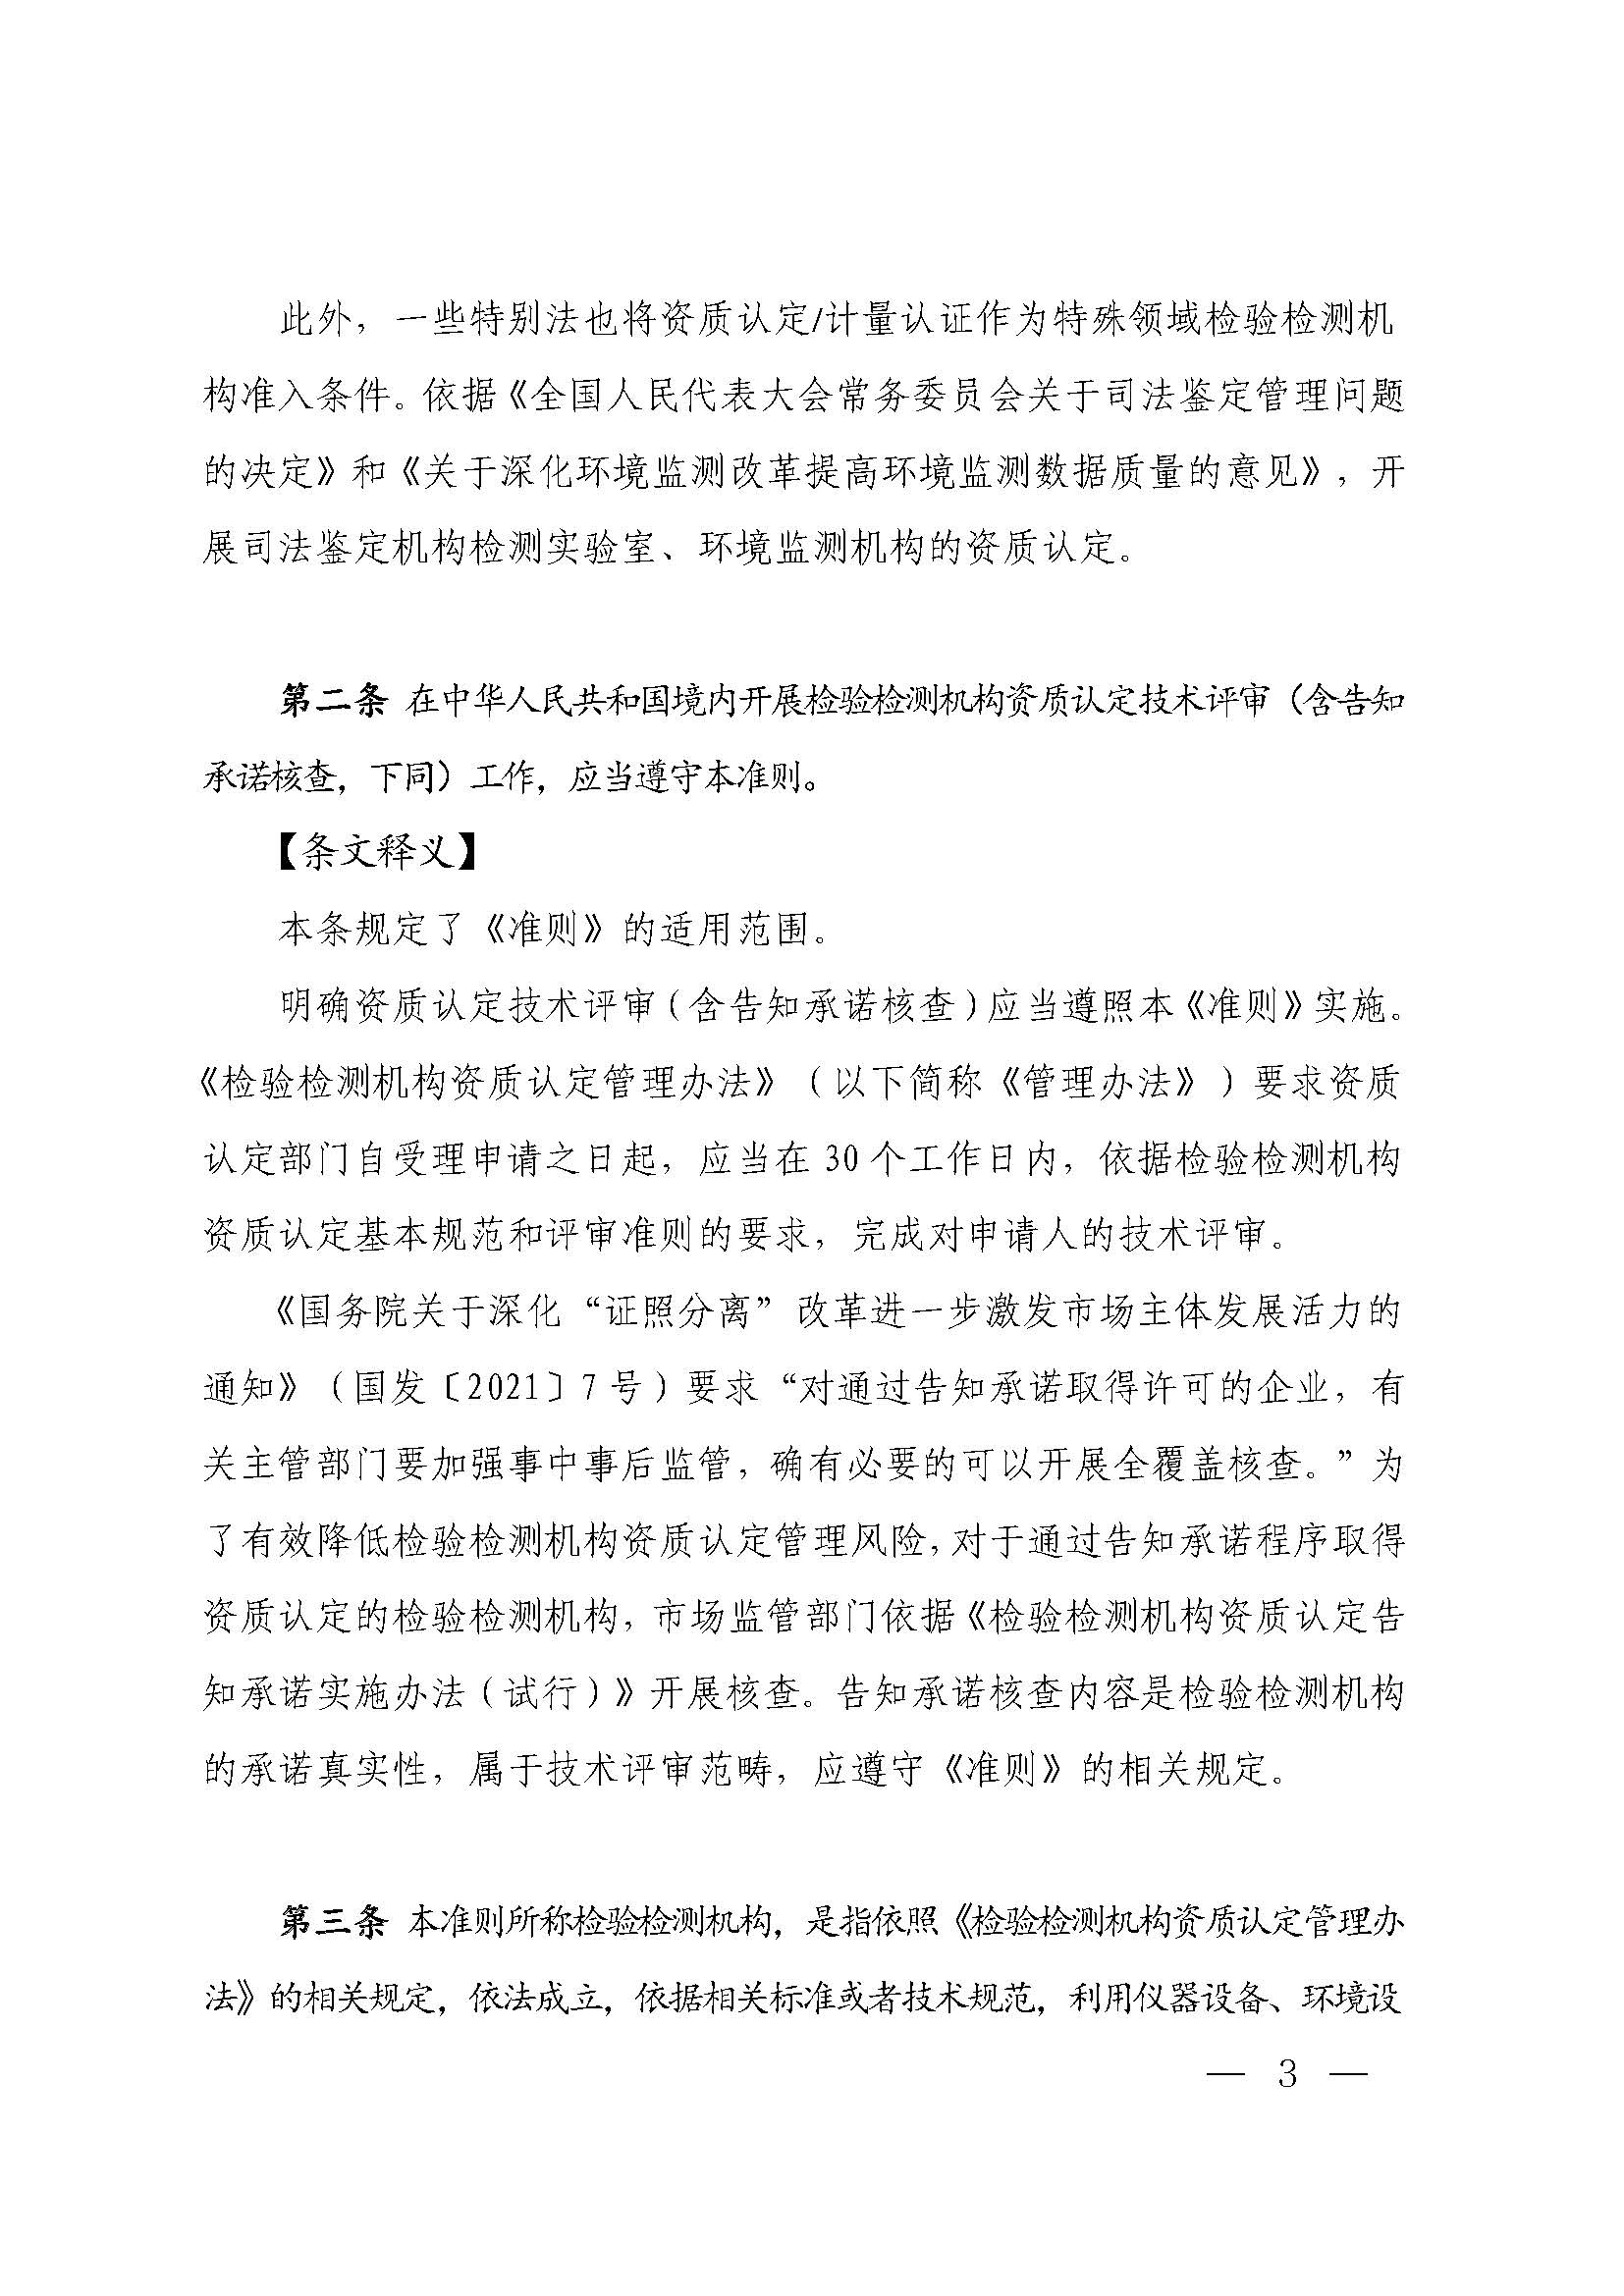 此外，一些特别法也将资质认定/计量认证作为特殊领域检验检测机
构准入条件。依据《全国人民代表大会常务委员会关于司法鉴定管理问题
的决定》和《关于深化环境监测改革提高环境监测数据质量的意见》，开
展司法鉴定机构检测实验室、环境监测机构的资质认定。
第二条 在中华人民共和国境内开展检验检测机构资质认定技术评审（含告知
承诺核查，下同）工作，应当遵守本准则。
【条文释义】
本条规定了《准则》的适用范围。
明确资质认定技术评审（含告知承诺核查）应当遵照本《准则》实施。
《检验检测机构资质认定管理办法》（以下简称《管理办法》）要求资质
认定部门自受理申请之日起，应当在 30 个工作日内，依据检验检测机构
资质认定基本规范和评审准则的要求，完成对申请人的技术评审。
《国务院关于深化“证照分离”改革进一步激发市场主体发展活力的
通知》（国发〔2021〕7 号）要求“对通过告知承诺取得许可的企业，有
关主管部门要加强事中事后监管，确有必要的可以开展全覆盖核查。”为
了有效降低检验检测机构资质认定管理风险，对于通过告知承诺程序取得
资质认定的检验检测机构，市场监管部门依据《检验检测机构资质认定告
知承诺实施办法（试行）》开展核查。告知承诺核查内容是检验检测机构
的承诺真实性，属于技术评审范畴，应遵守《准则》的相关规定。
第三条 本准则所称检验检测机构，是指依照《检验检测机构资质认定管理办
法》的相关规定，依法成立，依据相关标准或者技术规范，利用仪器设备、环境设
— 3 —